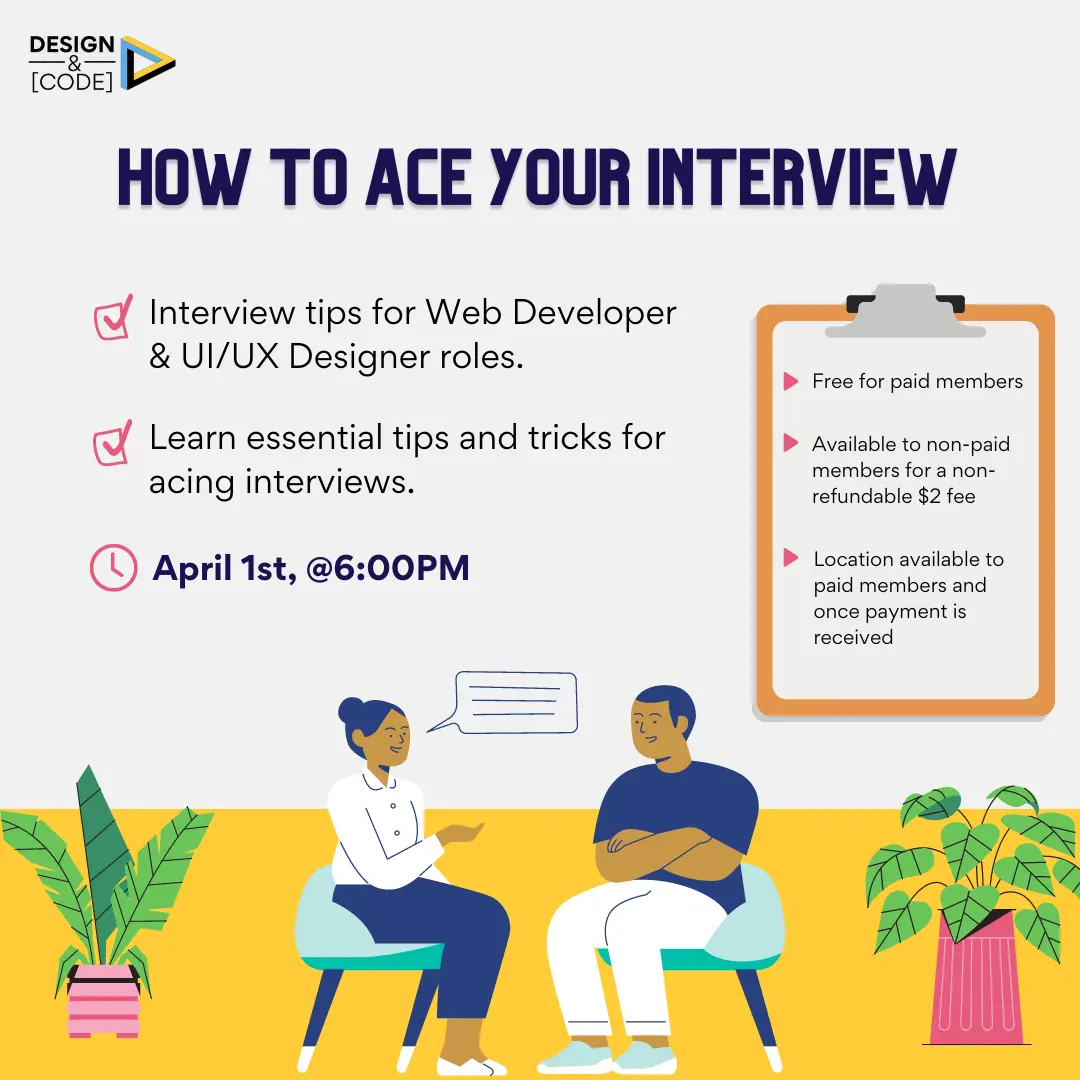 DESIGN
&
[CODE]
HOW TO ACE YOUR INTERVIEW
Interview tips for Web Developer
& UI/UX Designer roles.
Learn essential tips and tricks for
acing interviews.
April 1st, @6:00PM
Free for paid members
Available to non-paid
members for a non-
refundable $2 fee
Location available to
paid members and
once payment is
received